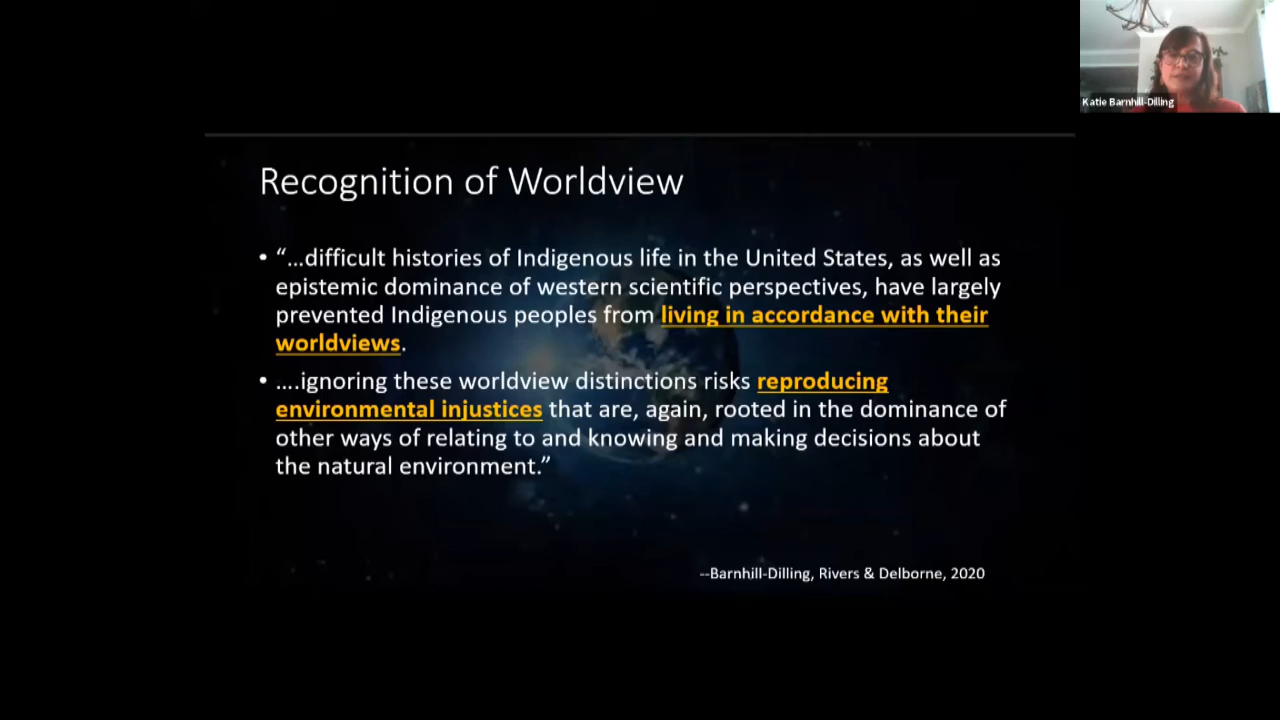 Katie Barnhill-Dilling
Recognition of Worldview
• “...difficult histories of Indigenous life in the United States, as well as
epistemic dominance of western scientific perspectives, have largely
prevented Indigenous peoples from living in accordance with their
worldviews.
• ....ignoring these worldview distinctions risks reproducing
environmental injustices that are, again, rooted in the dominance of
other ways of relating to and knowing and making decisions about
the natural environment.”
--Barnhill-Dilling, Rivers & Delborne, 2020